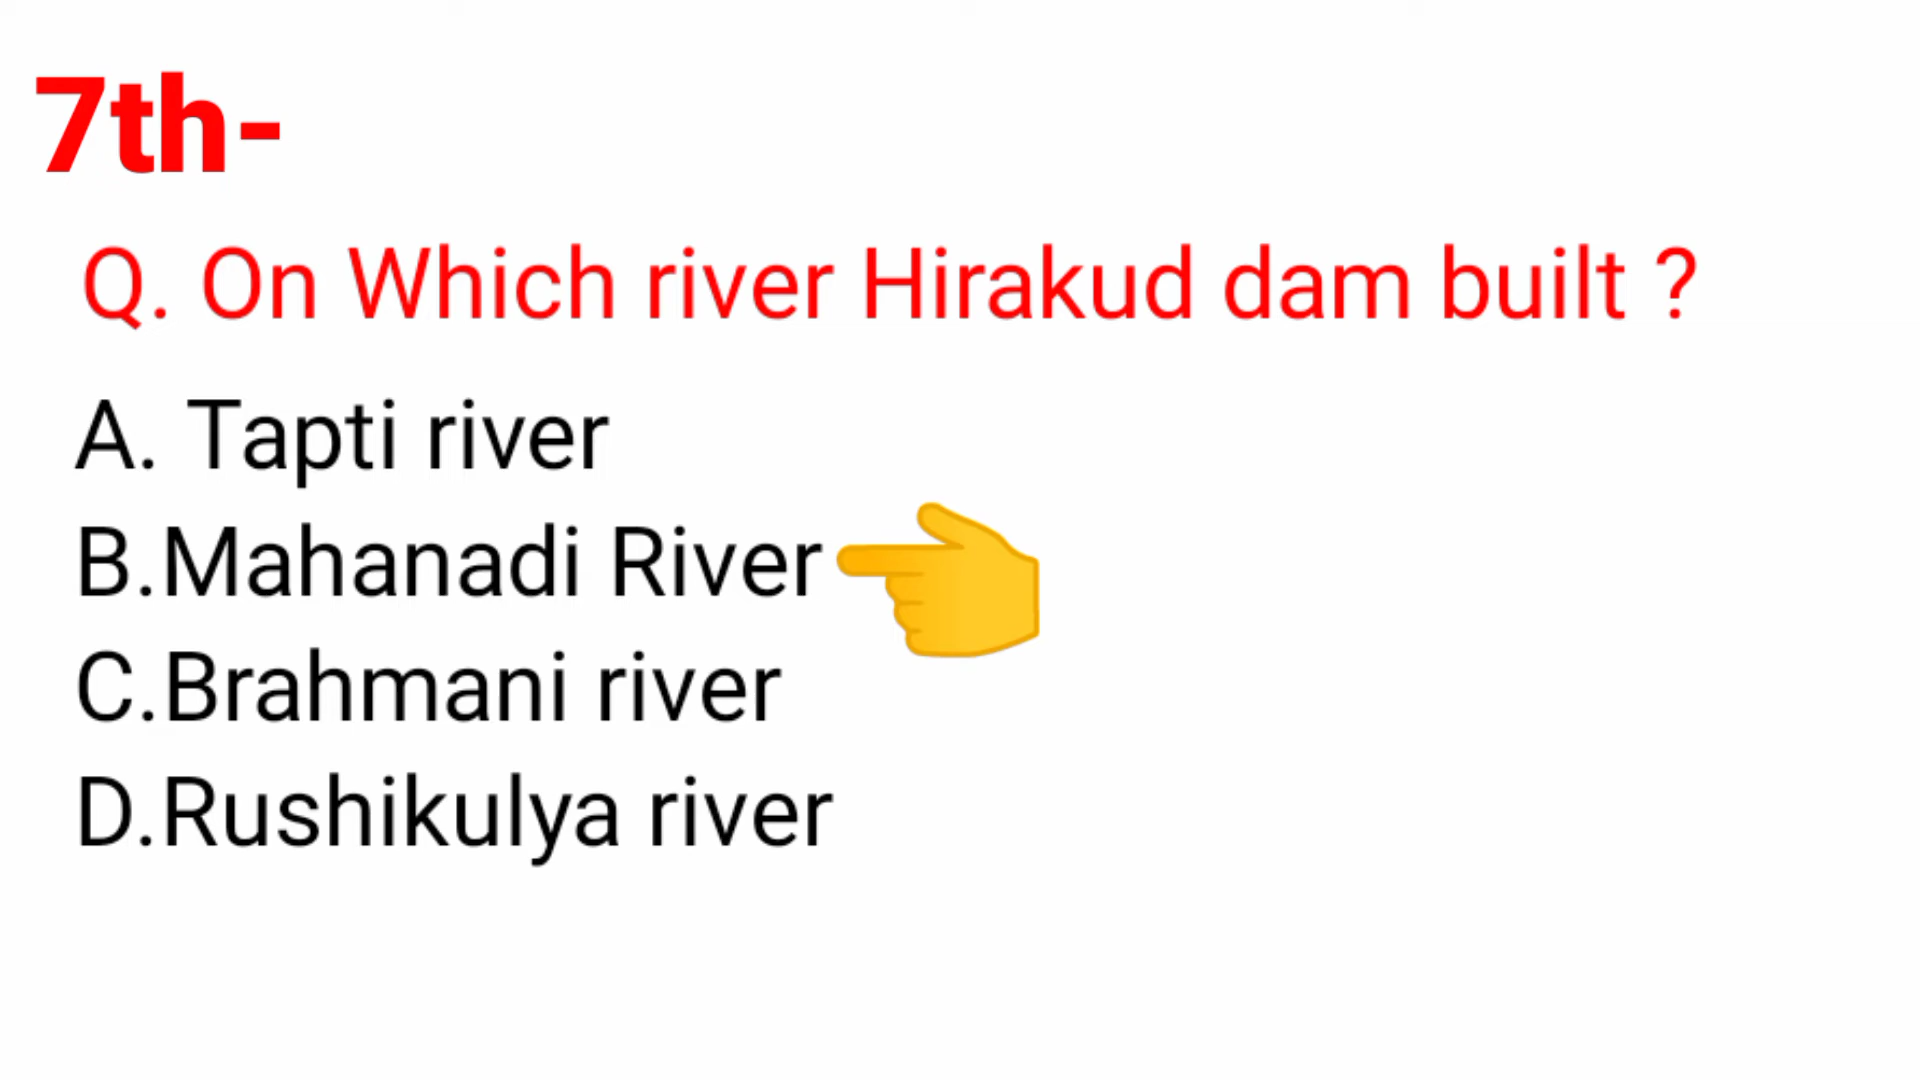 7th-
Q. On Which river Hirakud dam built ?
A. Tapti river
B.Mahanadi River
C.Brahmani river
D.Rushikulya river